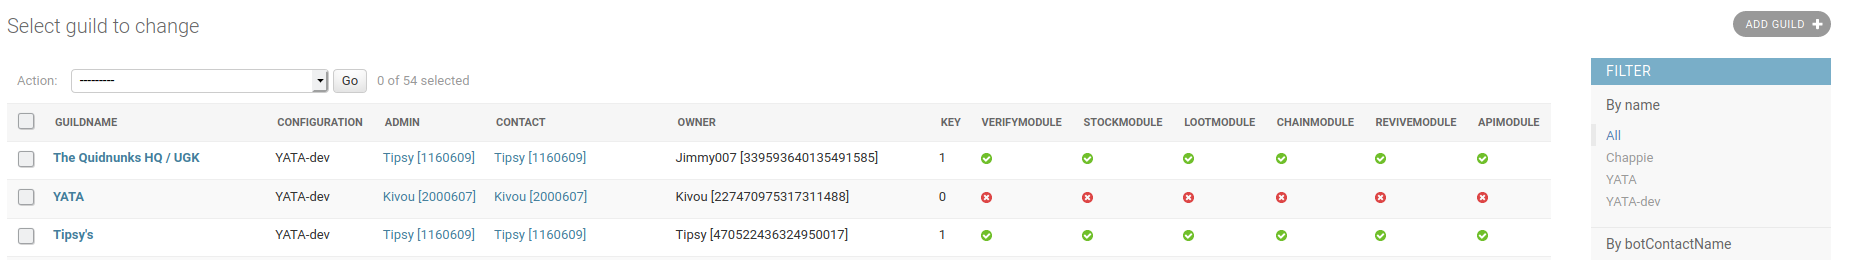 Select guild to change
ADD GUILD +
Action: --------- Go 0 of 54 selected
GUILDNAME CONFIGURATION ADMIN CONTACT OWNER KEY VERIFYMODULE STOCKMODULE LOOTMODULE CHAINMODULE REVIVEMODULE APIMODULE
The Quidnunks HQ / UGK YATA-dev Tipsy [1160609] Tipsy [1160609] Jimmy007 [339593640135491585] 1
YATA YATA-dev Kivou [2000607] Kivou [2000607] Kivou [227470975317311488] 0
Tipsy's YATA-dev Tipsy [1160609] Tipsy [1160609] Tipsy [470522436324950017] 1
FILTER
By name
All
Chappie
YATA
YATA-dev
By botContactName